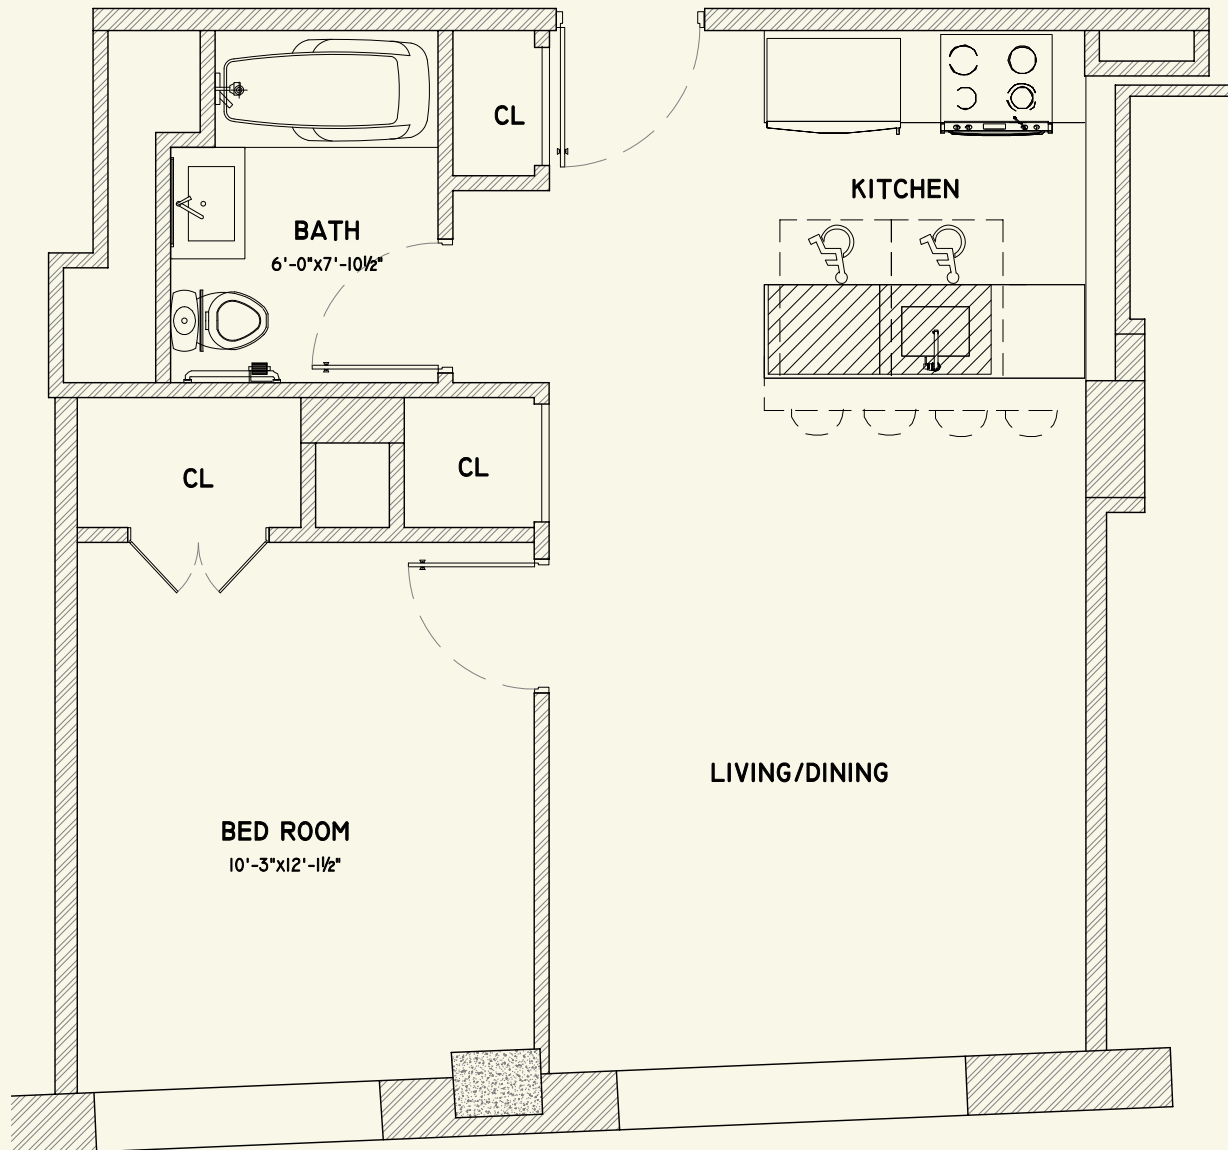 CL
KITCHEN
BATH
6'-0"x7'-10½"
CL
CL
LIVING/DINING
BED ROOM
10'-3"x12'-1½"